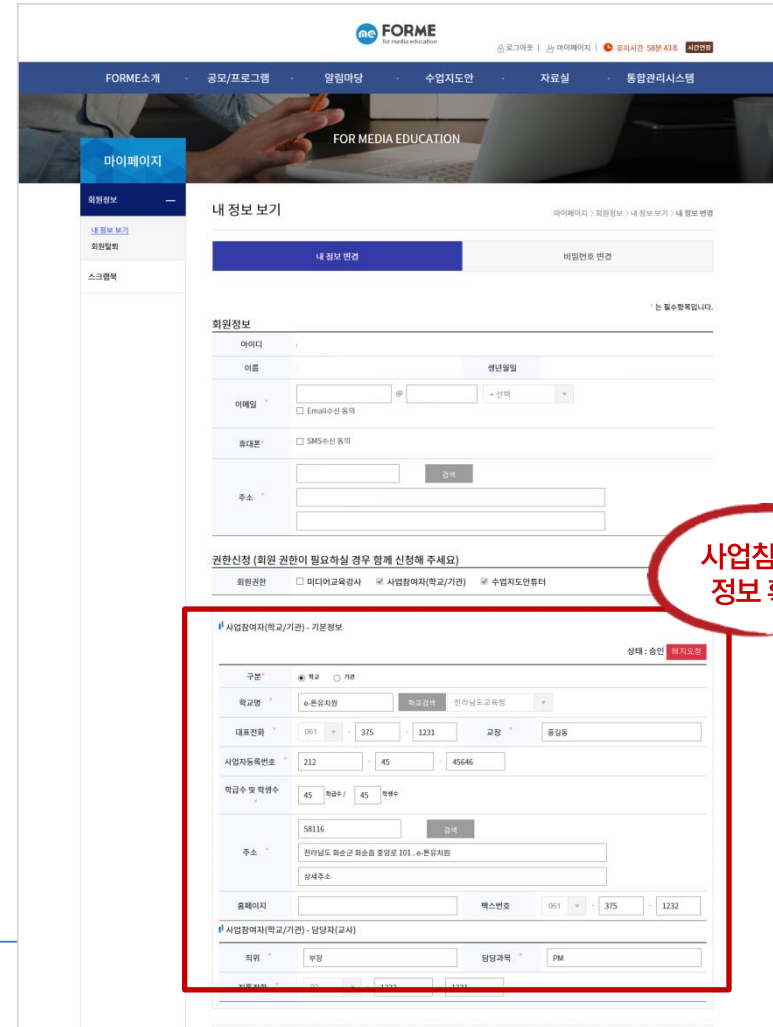 me FORME
for media education
로그아웃 | 마이페이지 | 유지시간 58분 43초 시간연장
FORME소개 · 공모/프로그램 · 알림마당 · 수업지도안 · 자료실 · 통합관리시스템
FOR MEDIA EDUCATION
마이페이지
회원정보 —
내 정보 보기
회원탈퇴
스크랩북
내 정보 보기
마이페이지 > 회원정보 > 내 정보 보기 > 내 정보 변경
내 정보 변경 비밀번호 변경
* 는 필수항목입니다.
회원정보
아이디
이름 생년월일
이메일 * @ + 선택
Email수신 동의
휴대폰* SMS수신 동의
검색
주소 *
권한신청 (회원 권한이 필요하실 경우 함께 신청해 주세요)
회원권한 미디어교육강사 사업참여자(학교/기관) 수업지도안튜터
사업참
정보 확
사업참여자(학교/기관) - 기본정보
상태 : 승인 해지요청
구분* 학교 기관
학교명 * e-튼유치원 학교검색 전라남도교육청
대표전화 * 061 - 375 - 1231 교장 * 홍길동
사업자등록번호 * 212 - 45 - 45646
학급수 및 학생수 * 45 학급수 / 45 학생수
58116 검색
주소 * 전라남도 화순군 화순읍 중앙로 101 . e-튼유치원
상세주소
홈페이지 팩스번호 061 - 375 - 1232
사업참여자(학교/기관) - 담당자(교사)
직위 * 부장 담당과목 * PM